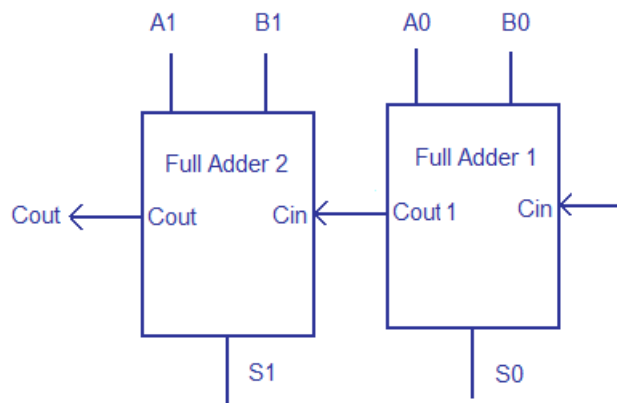 A1 B1 A0 B0
Full Adder 2 Full Adder 1
Cout Cout Cin Cout 1 Cin
S1 S0